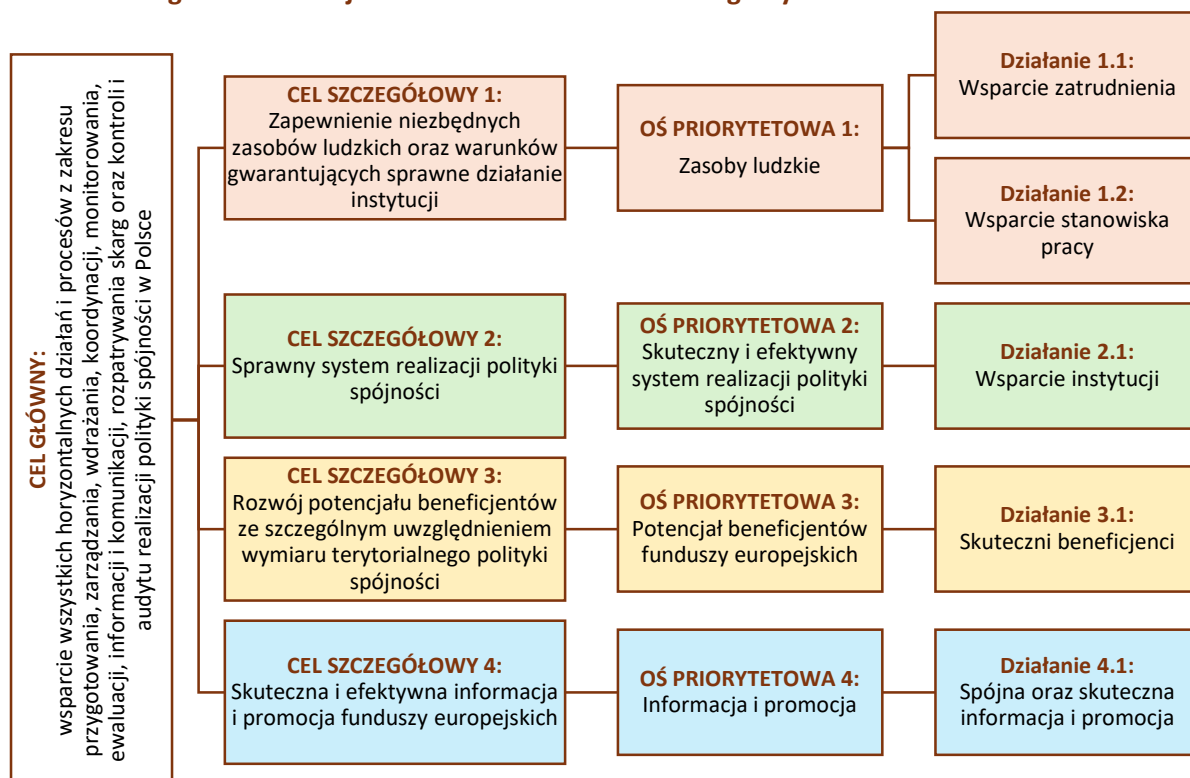 CEL GŁÓWNY:
wsparcie wszystkich horyzontalnych działań i procesów z zakresu
przygotowania, zarządzania, wdrażania, koordynacji, monitorowania,
ewaluacji, informacji i komunikacji, rozpatrywania skarg oraz kontroli i
audytu realizacji polityki spójności w Polsce
CEL SZCZEGÓŁOWY 1:
Zapewnienie niezbędnych
zasobów ludzkich oraz warunków
gwarantujących sprawne działanie
instytucji
OŚ PRIORYTETOWA 1:
Zasoby ludzkie
Działanie 1.1:
Wsparcie zatrudnienia
Działanie 1.2:
Wsparcie stanowiska
pracy
CEL SZCZEGÓŁOWY 2:
Sprawny system realizacji polityki
spójności
OŚ PRIORYTETOWA 2:
Skuteczny i efektywny
system realizacji polityki
spójności
Działanie 2.1:
Wsparcie instytucji
CEL SZCZEGÓŁOWY 3:
Rozwój potencjału beneficjentów
ze szczególnym uwzględnieniem
wymiaru terytorialnego polityki
spójności
OŚ PRIORYTETOWA 3:
Potencjał beneficjentów
funduszy europejskich
Działanie 3.1:
Skuteczni beneficjenci
CEL SZCZEGÓŁOWY 4:
Skuteczna i efektywna informacja
i promocja funduszy europejskich
OŚ PRIORYTETOWA 4:
Informacja i promocja
Działanie 4.1:
Spójna oraz skuteczna
informacja i promocja